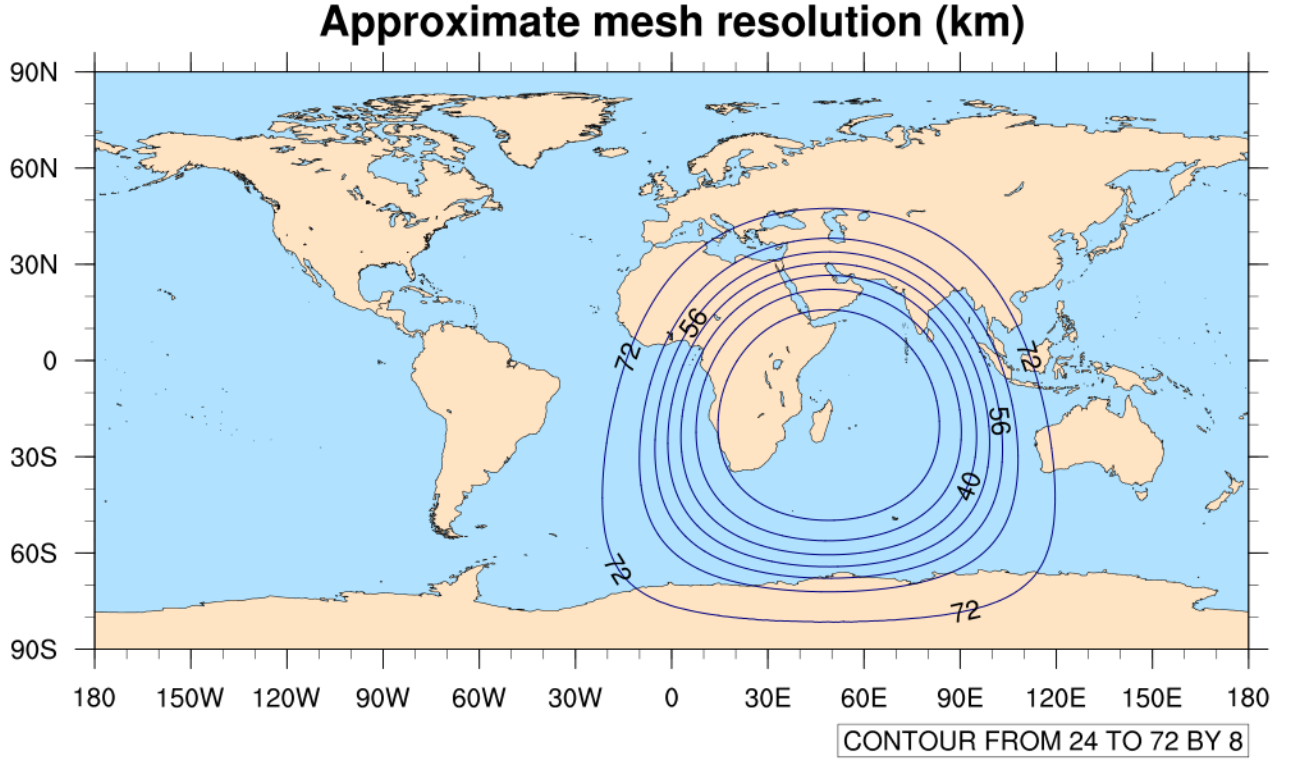 Approximate mesh resolution (km)
90N
60N
30N
0
30S
60S
90S
56
72
72
56
40
72
72
180 150W 120W 90W 60W 30W 0 30E 60E 90E 120E 150E 180
CONTOUR FROM 24 TO 72 BY 8